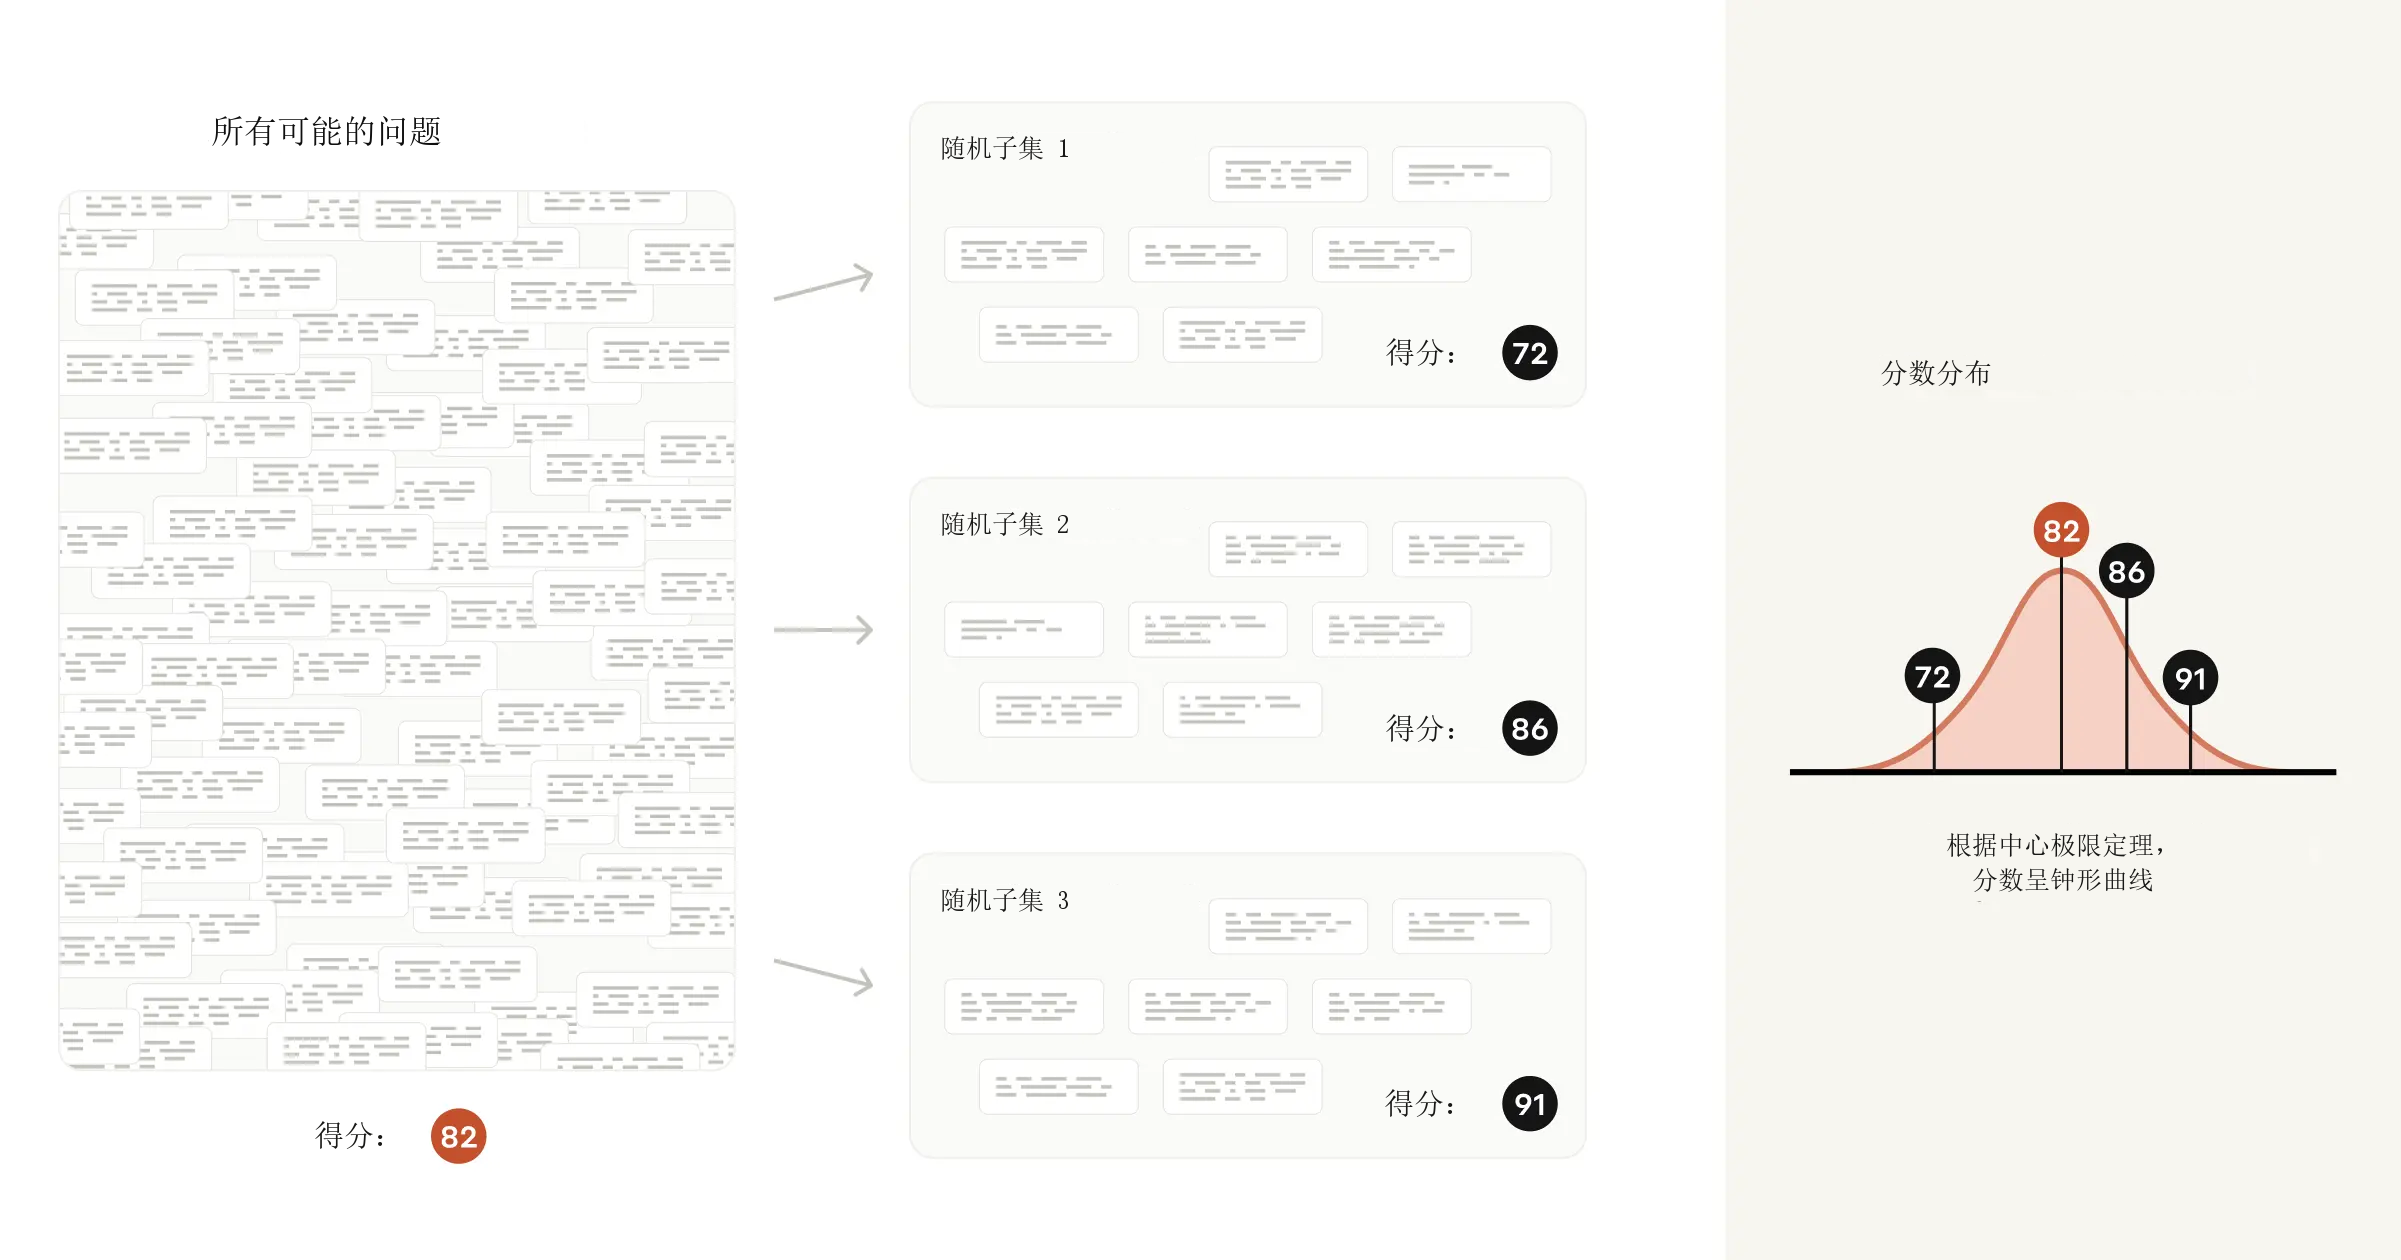 所有可能的问题
得分：
82
随机子集 1
得分：
72
随机子集 2
得分：
86
随机子集 3
得分：
91
分数分布
82
86
72
91
根据中心极限定理，
分数呈钟形曲线